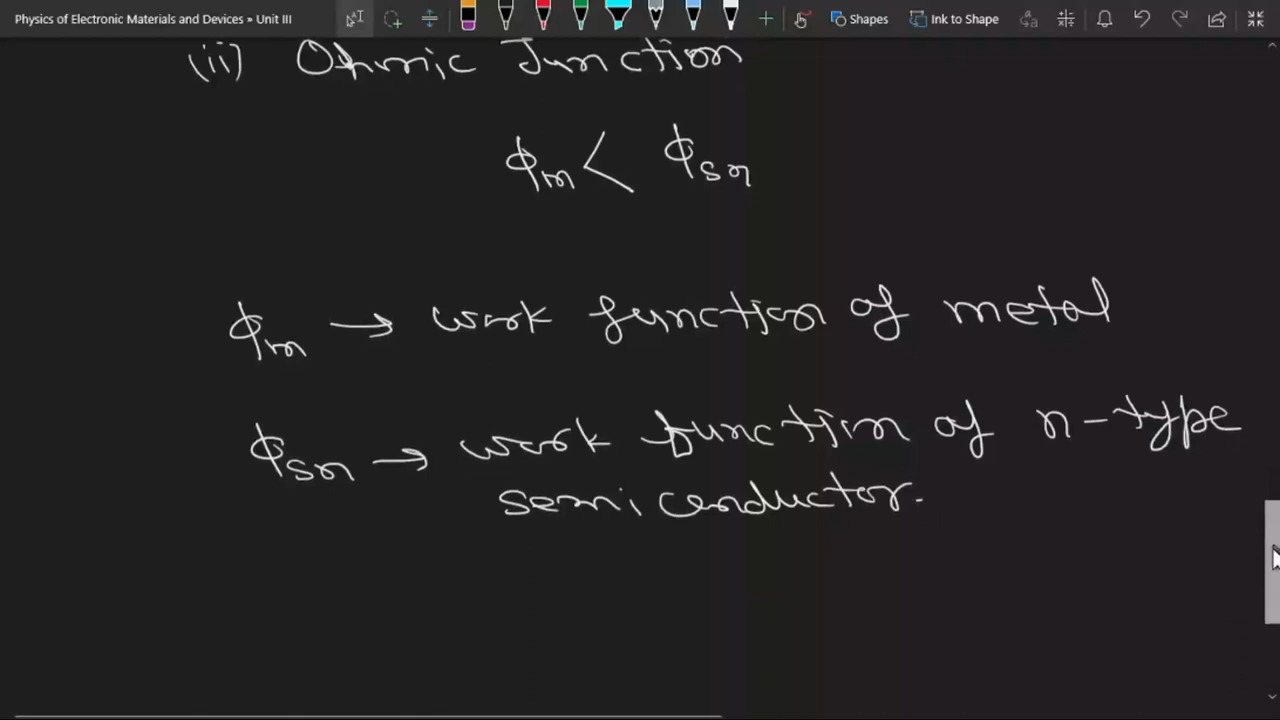 Physics of Electronic Materials and Devices » Unit III
Shapes
Ink to Shape
(ii) Ohmic Junction
ϕm < ϕsn
ϕm → work function of metal
ϕsn → work function of n-type
semiconductor.